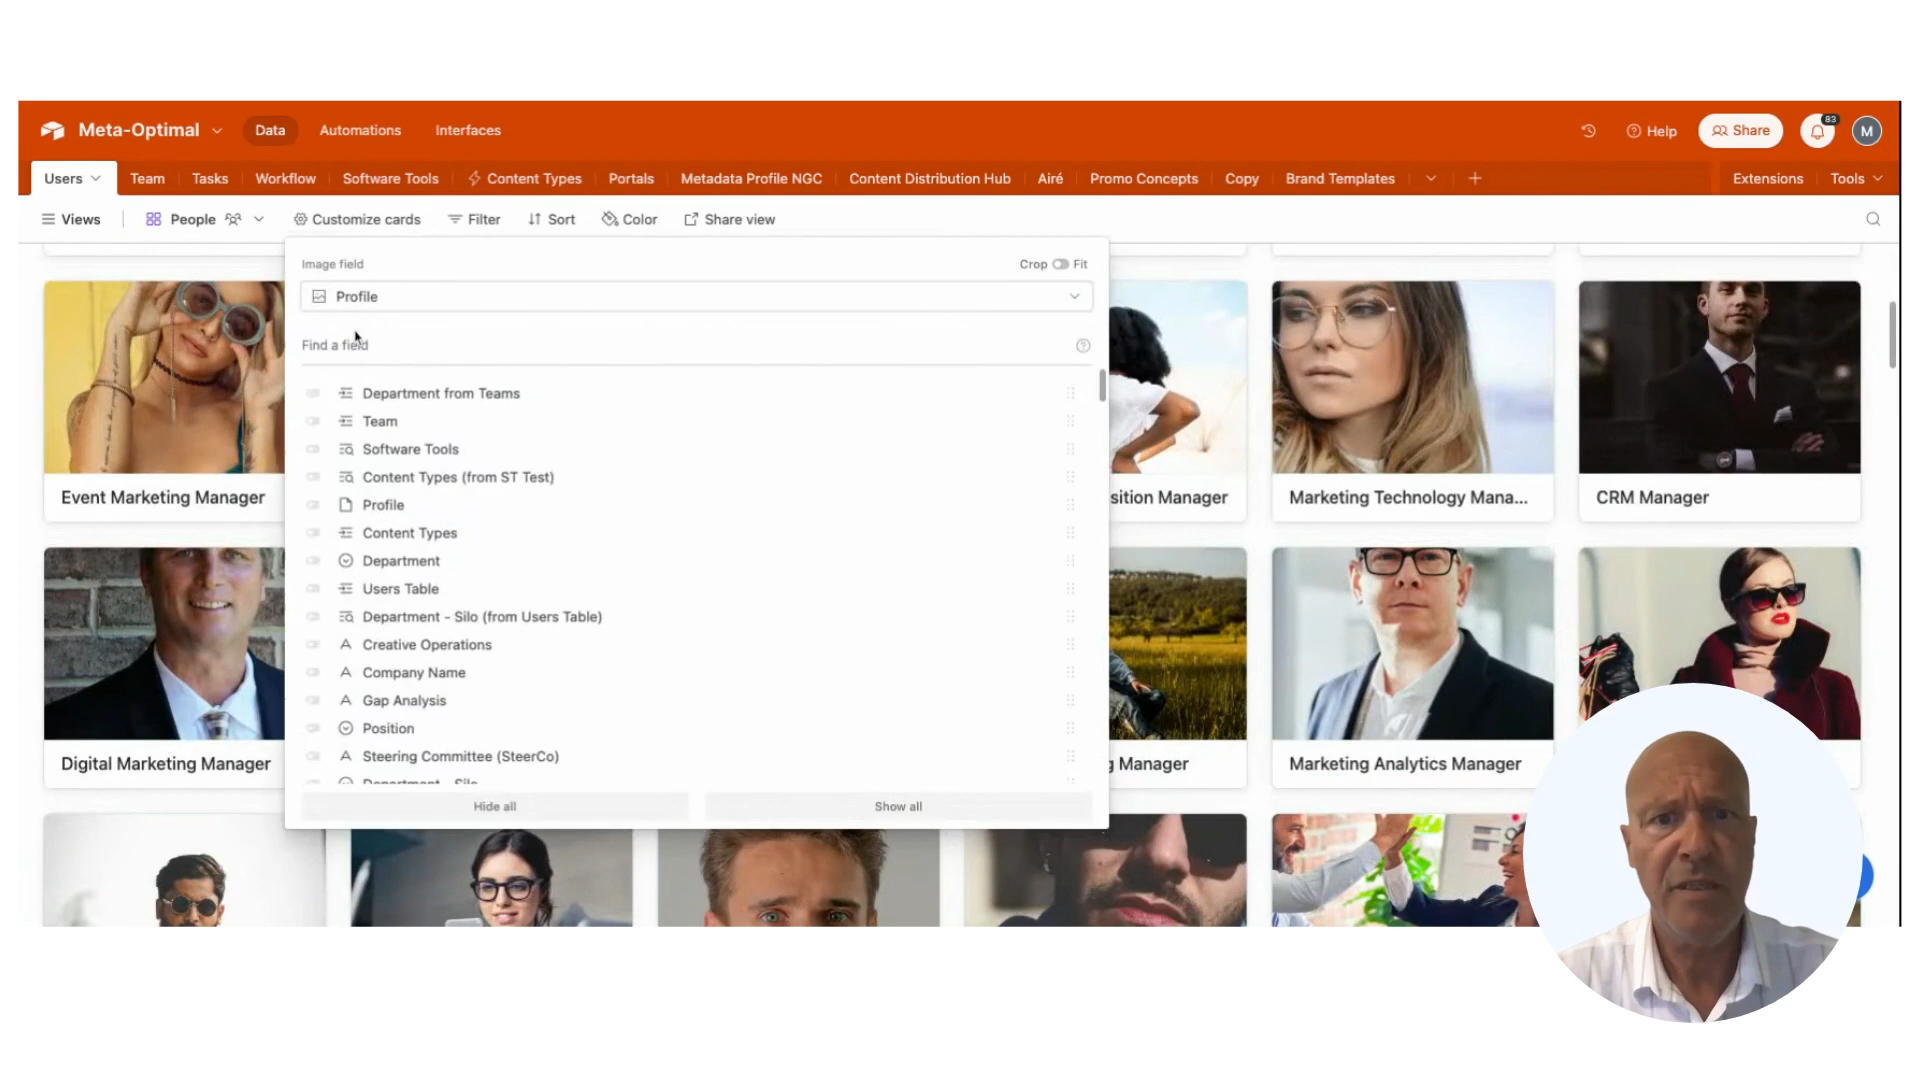 Meta-Optimal Data Automations Interfaces Help Share 83 M
Users Team Tasks Workflow Software Tools Content Types Portals Metadata Profile NGC Content Distribution Hub Airé Promo Concepts Copy Brand Templates Extensions Tools
Views People Customize cards Filter Sort Color Share view
Image field Crop Fit
Profile
Find a field
Department from Teams
Team
Software Tools
Content Types (from ST Test)
Profile
Content Types
Department
Users Table
Department - Silo (from Users Table)
Creative Operations
Company Name
Gap Analysis
Position
Steering Committee (SteerCo)
Department - Silo
Hide all Show all
Event Marketing Manager sition Manager Marketing Technology Mana... CRM Manager
Digital Marketing Manager g Manager Marketing Analytics Manager